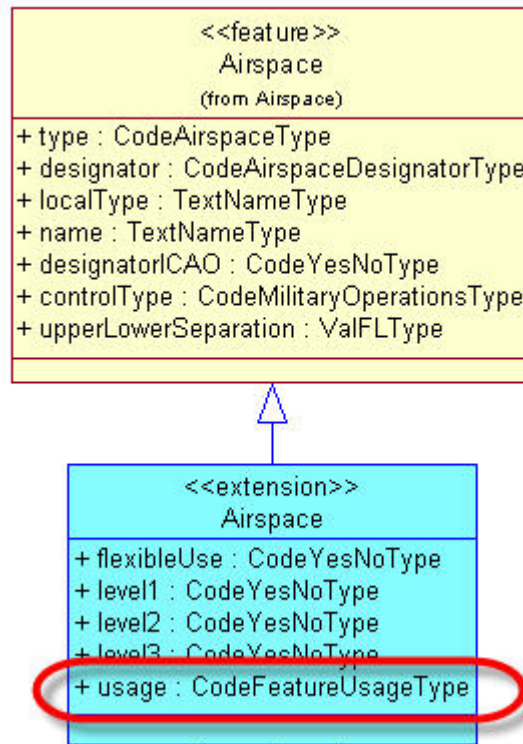 <<feature>>
Airspace
(from Airspace)
+ type : CodeAirspaceType
+ designator : CodeAirspaceDesignatorType
+ localType : TextNameType
+ name : TextNameType
+ designatorICAO : CodeYesNoType
+ controlType : CodeMilitaryOperationsType
+ upperLowerSeparation : ValFLType
<<extension>>
Airspace
+ flexibleUse : CodeYesNoType
+ level1 : CodeYesNoType
+ level2 : CodeYesNoType
+ level3 : CodeYesNoType
+ usage : CodeFeatureUsageType